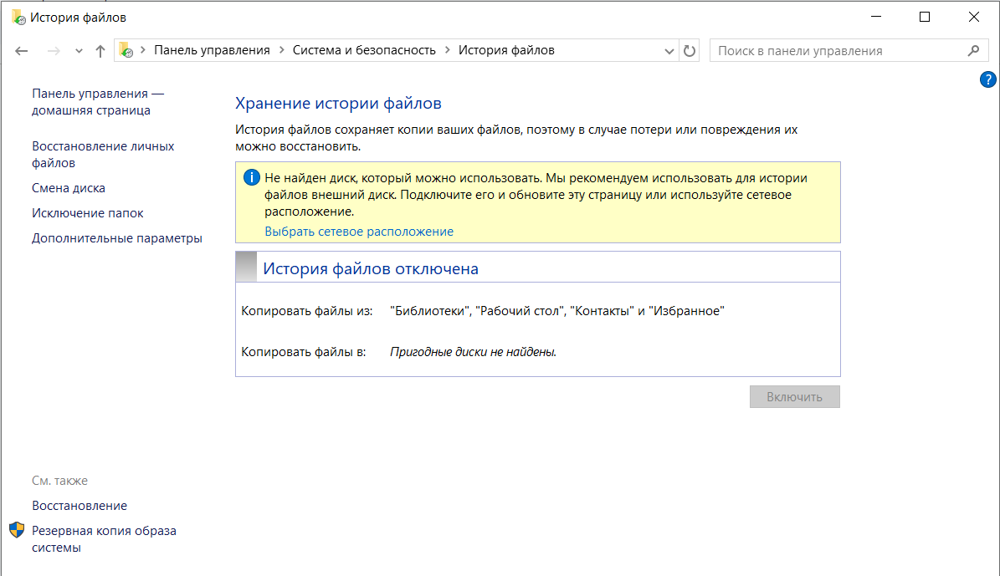 История файлов
Панель управления
Система и безопасность
История файлов
Поиск в панели управления
?
Панель управления —
домашняя страница
Восстановление личных
файлов
Смена диска
Исключение папок
Дополнительные параметры
Хранение истории файлов
История файлов сохраняет копии ваших файлов, поэтому в случае потери или повреждения их
можно восстановить.
Не найден диск, который можно использовать. Мы рекомендуем использовать для истории
файлов внешний диск. Подключите его и обновите эту страницу или используйте сетевое
расположение.
Выбрать сетевое расположение
История файлов отключена
Копировать файлы из: "Библиотеки", "Рабочий стол", "Контакты" и "Избранное"
Копировать файлы в: Пригодные диски не найдены.
Включить
См. также
Восстановление
Резервная копия образа
системы